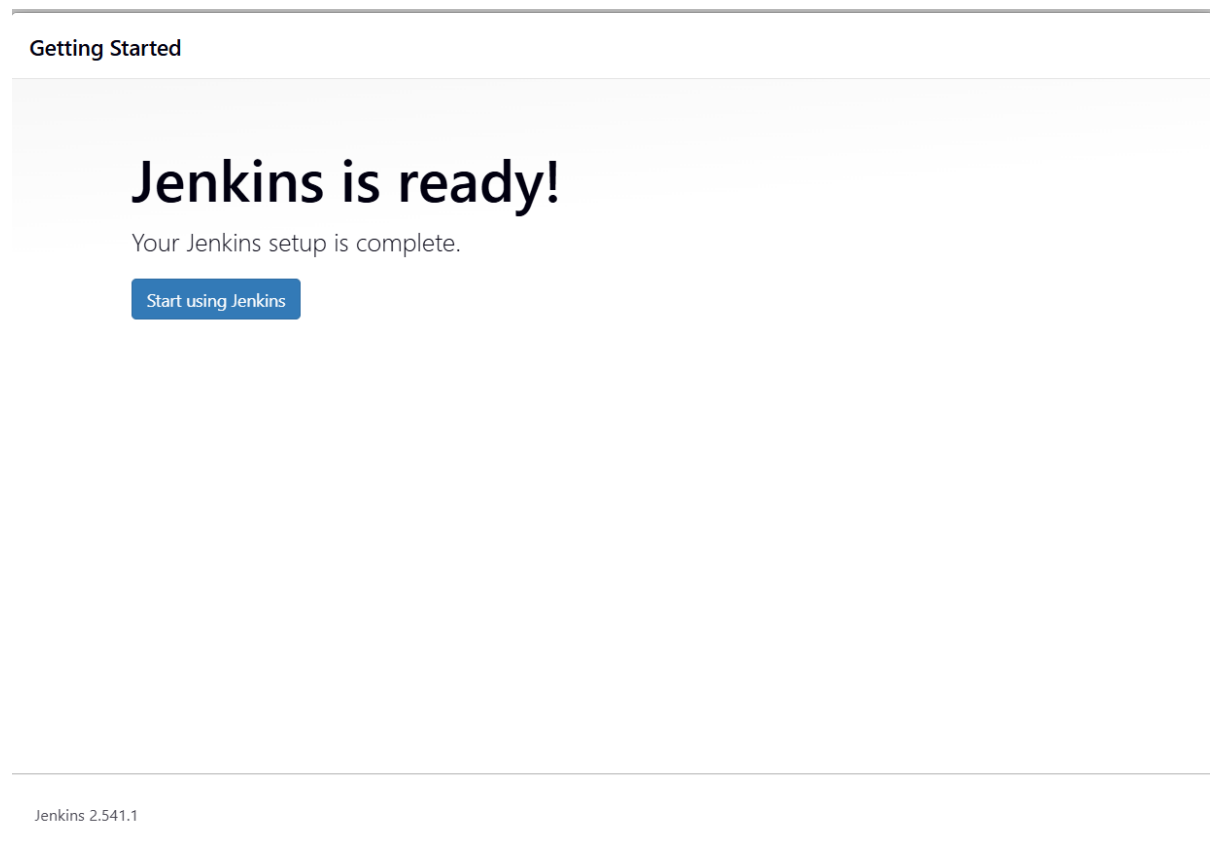 Getting Started
Jenkins is ready!
Your Jenkins setup is complete.
Start using Jenkins
Jenkins 2.541.1